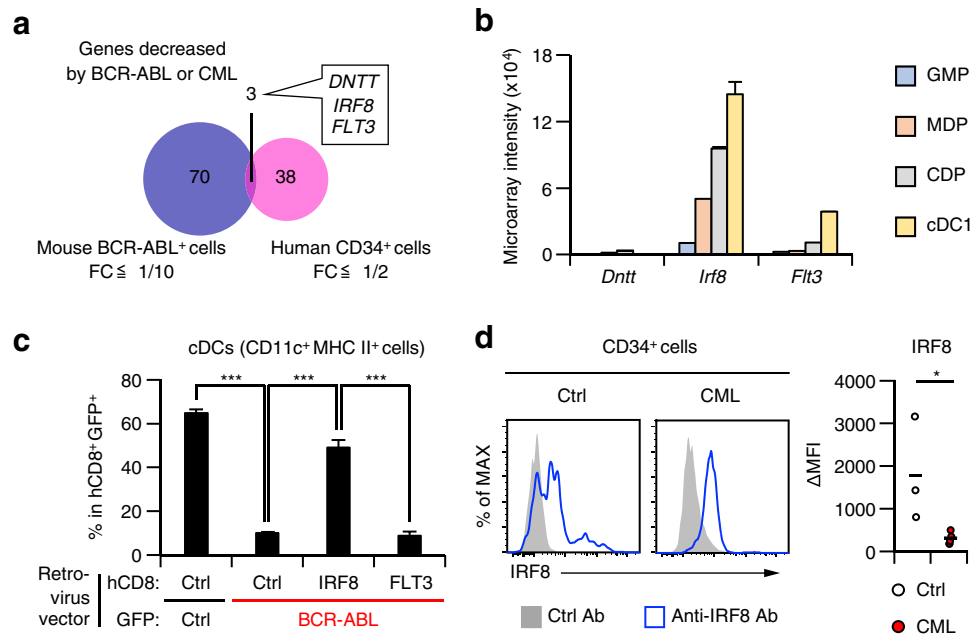 a
Genes decreased
by BCR-ABL or CML
3
DNTT
IRF8
FLT3
70
38
Mouse BCR-ABL+ cells
FC≦ 1/10
Human CD34+ cells
FC≦ 1/2
b
Microarray intensity (x10⁴)
18
12
6
0
Dntt
Irf8
Flt3
GMP
MDP
CDP
cDC1
c
cDCs (CD11c+ MHC II+ cells)
% in hCD8+ GFP+
80
60
40
20
0
***
***
***
Retro-
virus
vector
hCD8: Ctrl Ctrl IRF8 FLT3
GFP: Ctrl BCR-ABL
d
CD34+ cells
Ctrl
CML
% of MAX
IRF8
Ctrl Ab
Anti-IRF8 Ab
IRF8
*
ΔMFI
4000
3000
2000
1000
0
Ctrl
CML